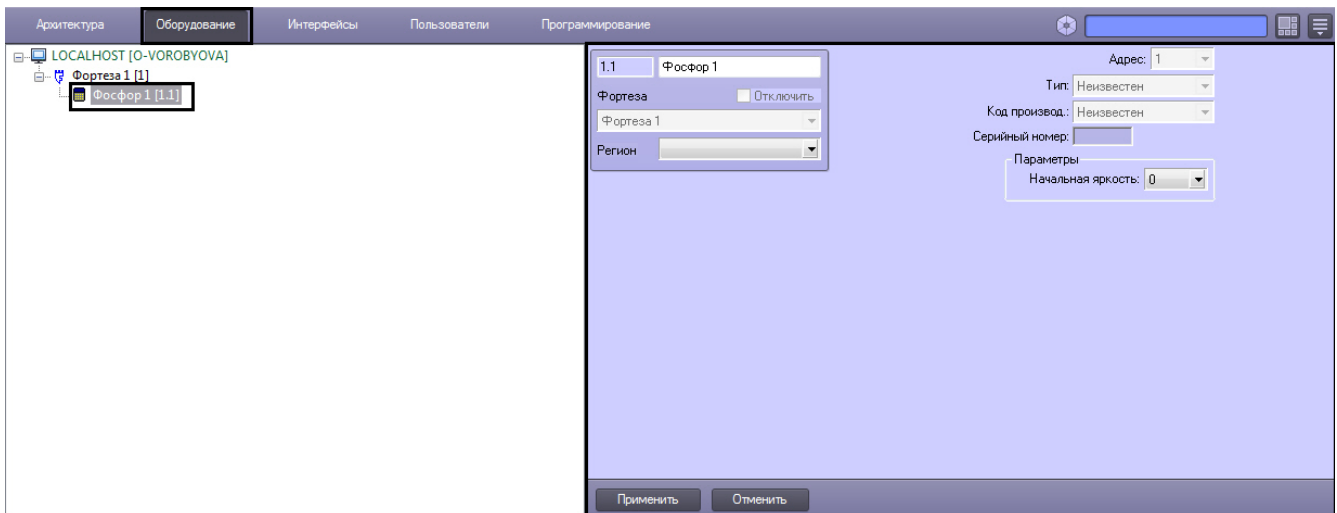 Архитектура Оборудование Интерфейсы Пользователи Программирование
LOCALHOST [O-VOROBYOVA]
Фортеза 1 [1]
Фосфор 1 [1.1]
1.1 Фосфор 1
Фортеза Отключить
Фортеза 1
Регион
Адрес: 1
Тип: Неизвестен
Код производ.: Неизвестен
Серийный номер:
Параметры
Начальная яркость: 0
Применить Отменить